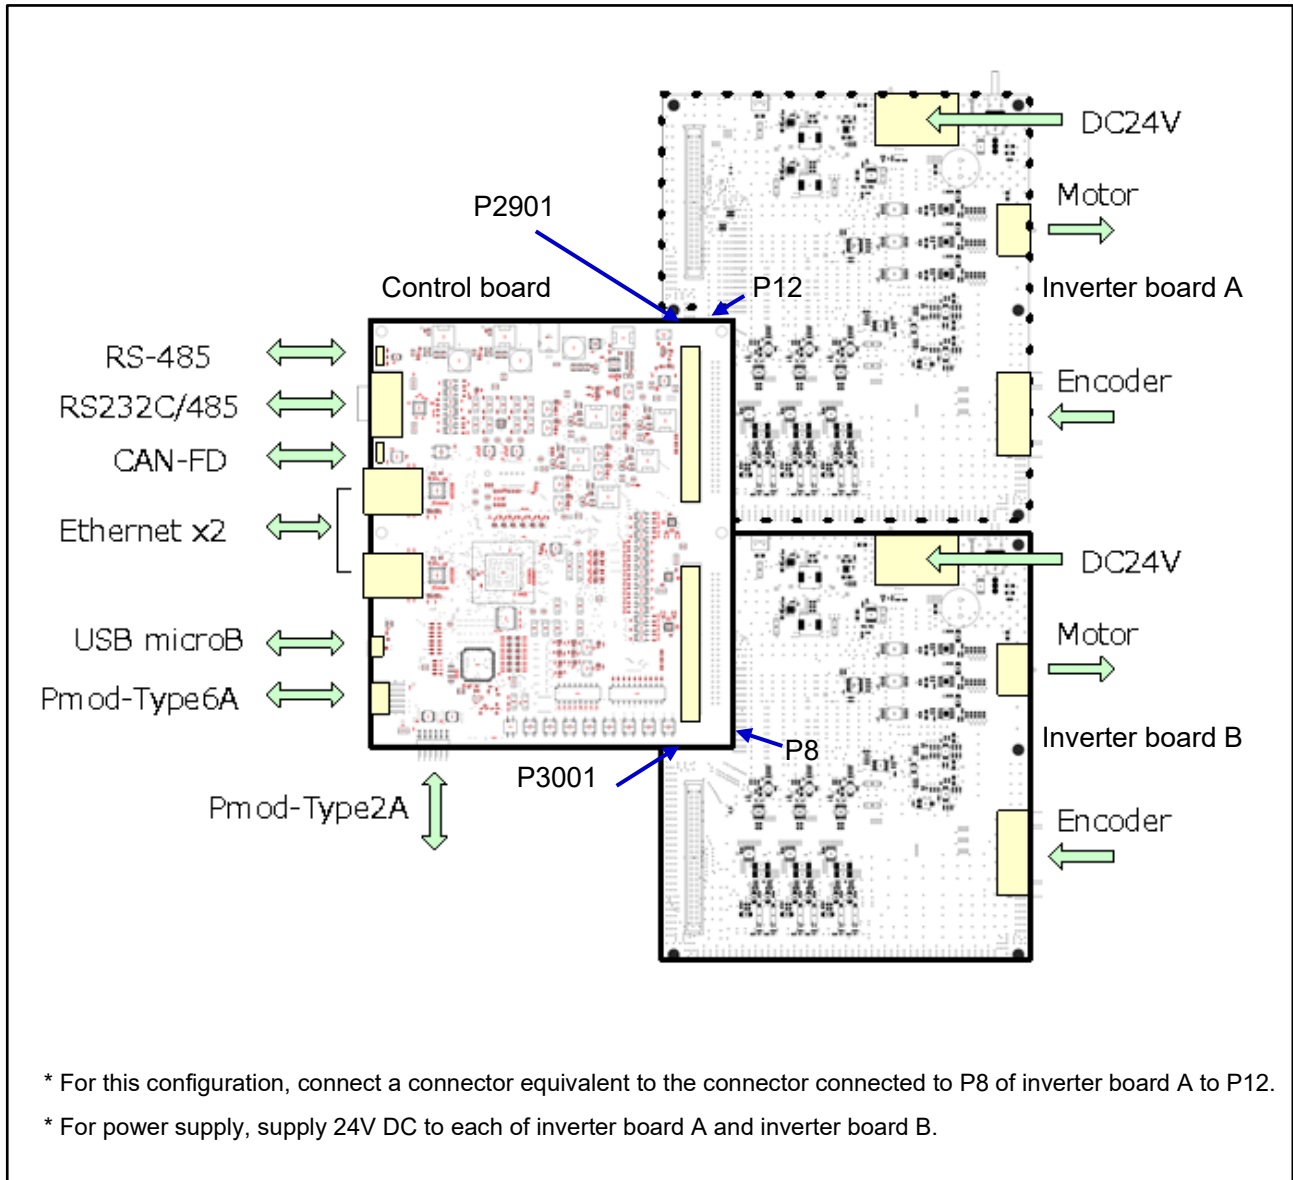 DC24V
Motor
P2901
Control board
P12
Inverter board A
RS-485
RS232C/485
Encoder
CAN-FD
Ethernet x2
DC24V
USB microB
Motor
Pmod-Type6A
Inverter board B
P8
P3001
Pmod-Type2A
Encoder
* For this configuration, connect a connector equivalent to the connector connected to P8 of inverter board A to P12.
* For power supply, supply 24V DC to each of inverter board A and inverter board B.